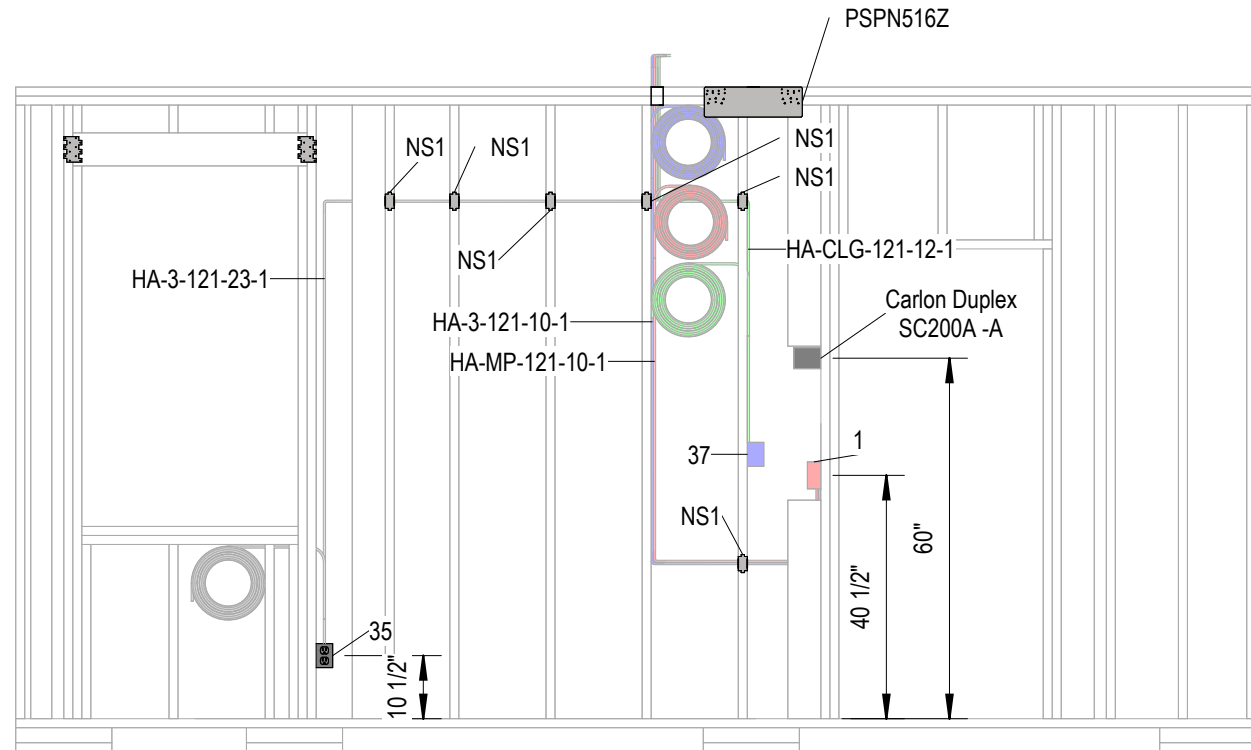 PSPN516Z
NS1
NS1
NS1
NS1
NS1
HA-3-121-23-1
HA-CLG-121-12-1
Carlon Duplex
SC200A -A
HA-3-121-10-1
HA-MP-121-10-1
37
1
NS1
60"
40 1/2"
35
10 1/2"